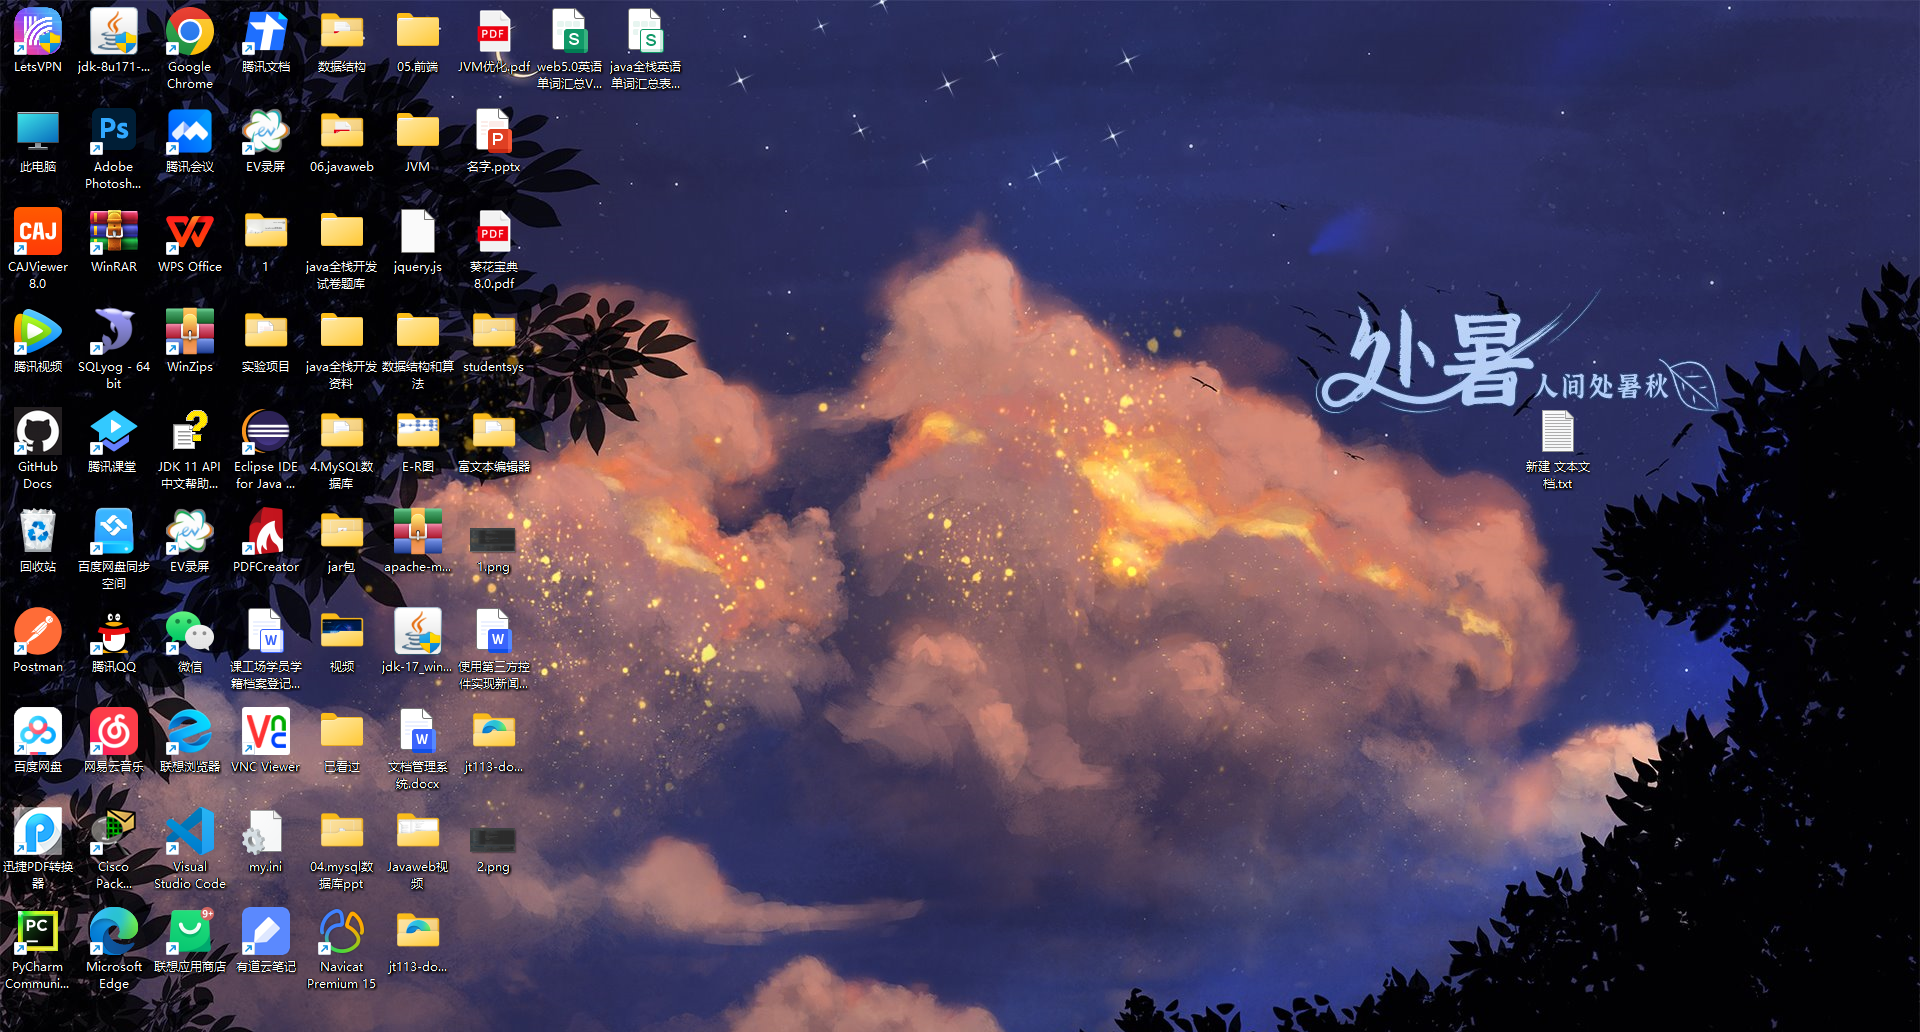 LetsVPN
jdk-8u171-...
Google
Chrome
腾讯文档
数据结构
05.前端
JVM优化.pdf
web5.0英语
单词汇总V...
java全栈英语
单词汇总表...
此电脑
Adobe
Photosh...
腾讯会议
EV录屏
06.javaweb
JVM
名字.pptx
CAJViewer
8.0
WinRAR
WPS Office
1
java全栈开发
试卷题库
jquery.js
葵花宝典
8.0.pdf
处暑
人间处暑秋
腾讯视频
SQLyog - 64
bit
WinZips
实验项目
java全栈开发
资料
数据结构和算
法
studentsys
GitHub
Docs
腾讯课堂
JDK 11 API
中文帮助...
Eclipse IDE
for Java ...
4.MySQL数
据库
E-R图
富文本编辑器
新建 文本文
档.txt
回收站
百度网盘同步
空间
EV录屏
PDFCreator
jar包
apache-m...
1.png
Postman
腾讯QQ
微信
课工场学员学
籍档案登记...
视频
jdk-17_win...
使用第三方控
件实现新闻...
百度网盘
网易云音乐
联想浏览器
VNC Viewer
已看过
文档管理系
统.docx
jt113-do...
迅捷PDF转换
器
Cisco
Pack...
Visual
Studio Code
my.ini
04.mysql数
据库ppt
Javaweb视
频
2.png
PyCharm
Communi...
Microsoft
Edge
联想应用商店
有道云笔记
Navicat
Premium 15
jt113-do...